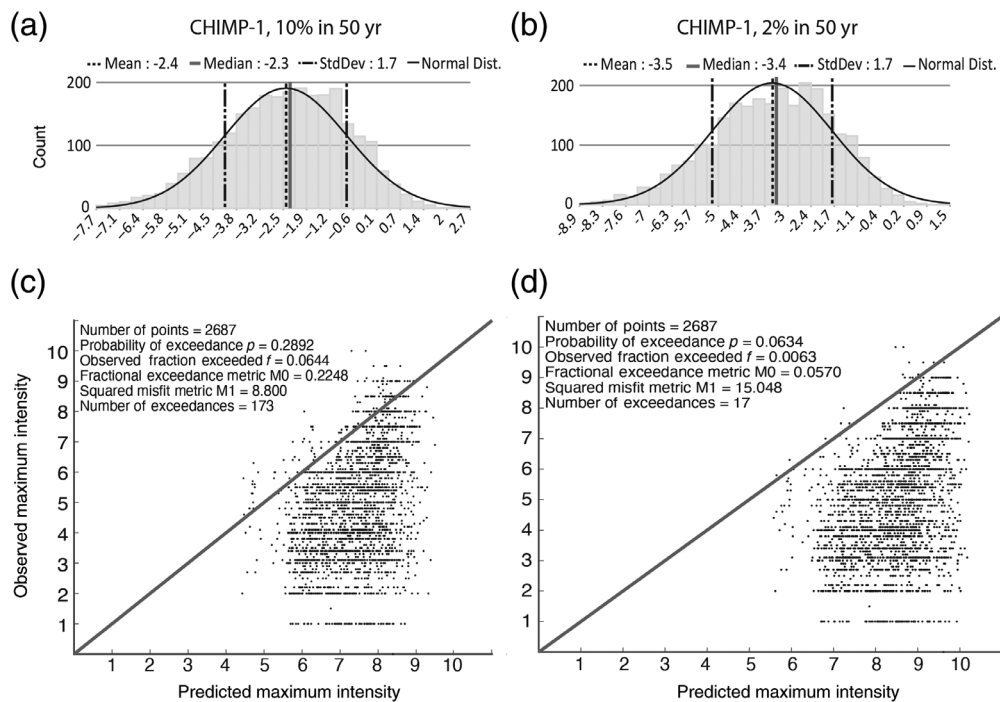 (a) CHIMP-1, 10% in 50 yr
Mean : -2.4 Median : -2.3 StdDev : 1.7 Normal Dist.
200
100
0
Count
-7.7 -7.1 -6.4 -5.8 -5.1 -4.5 -3.8 -3.2 -2.5 -1.9 -1.2 -0.6 0.1 0.7 1.4 2 2.7
(b) CHIMP-1, 2% in 50 yr
Mean : -3.5 Median : -3.4 StdDev : 1.7 Normal Dist.
200
100
0
-8.9 -8.3 -7.6 -7 -6.3 -5.7 -5 -4.4 -3.7 -3 -2.4 -1.7 -1.1 -0.4 0.2 0.9 1.5
(c)
Number of points = 2687
Probability of exceedance p = 0.2892
Observed fraction exceeded f = 0.0644
Fractional exceedance metric M0 = 0.2248
Squared misfit metric M1 = 8.800
Number of exceedances = 173
Observed maximum intensity
10
9
8
7
6
5
4
3
2
1
1 2 3 4 5 6 7 8 9 10
Predicted maximum intensity
(d)
Number of points = 2687
Probability of exceedance p = 0.0634
Observed fraction exceeded f = 0.0063
Fractional exceedance metric M0 = 0.0570
Squared misfit metric M1 = 15.048
Number of exceedances = 17
10
9
8
7
6
5
4
3
2
1
1 2 3 4 5 6 7 8 9 10
Predicted maximum intensity